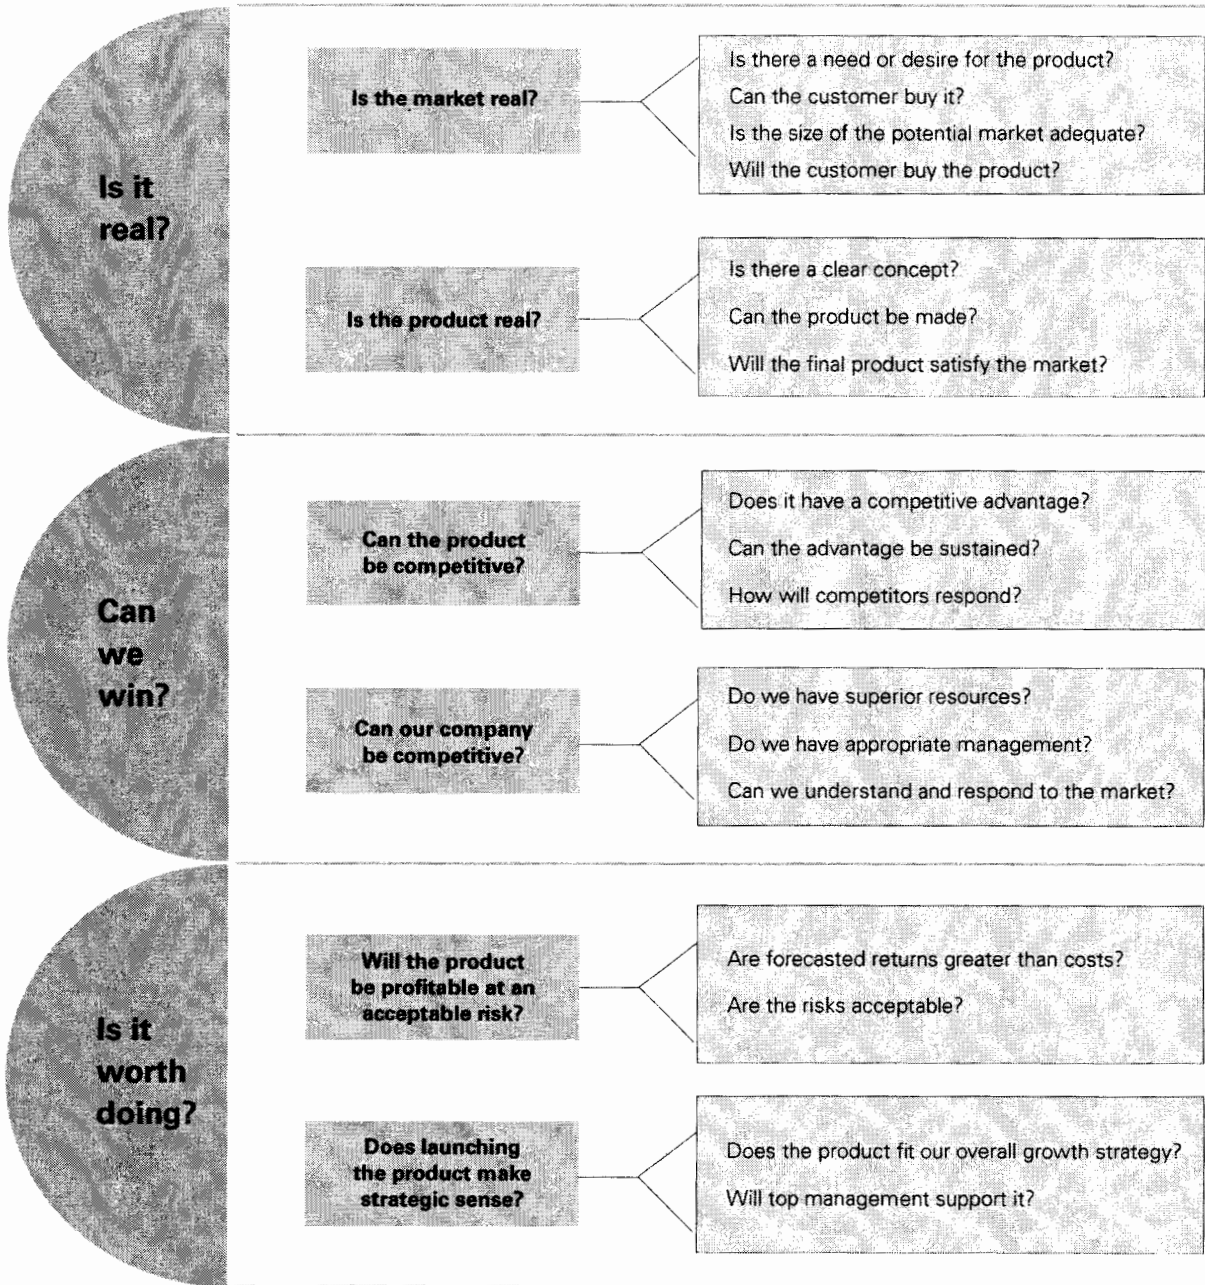 Is it
real?
Is the market real?
Is there a need or desire for the product?
Can the customer buy it?
Is the size of the potential market adequate?
Will the customer buy the product?
Is the product real?
Is there a clear concept?
Can the product be made?
Will the final product satisfy the market?
Can
we
win?
Can the product
be competitive?
Does it have a competitive advantage?
Can the advantage be sustained?
How will competitors respond?
Can our company
be competitive?
Do we have superior resources?
Do we have appropriate management?
Can we understand and respond to the market?
Is it
worth
doing?
Will the product
be profitable at an
acceptable risk?
Are forecasted returns greater than costs?
Are the risks acceptable?
Does launching
the product make
strategic sense?
Does the product fit our overall growth strategy?
Will top management support it?